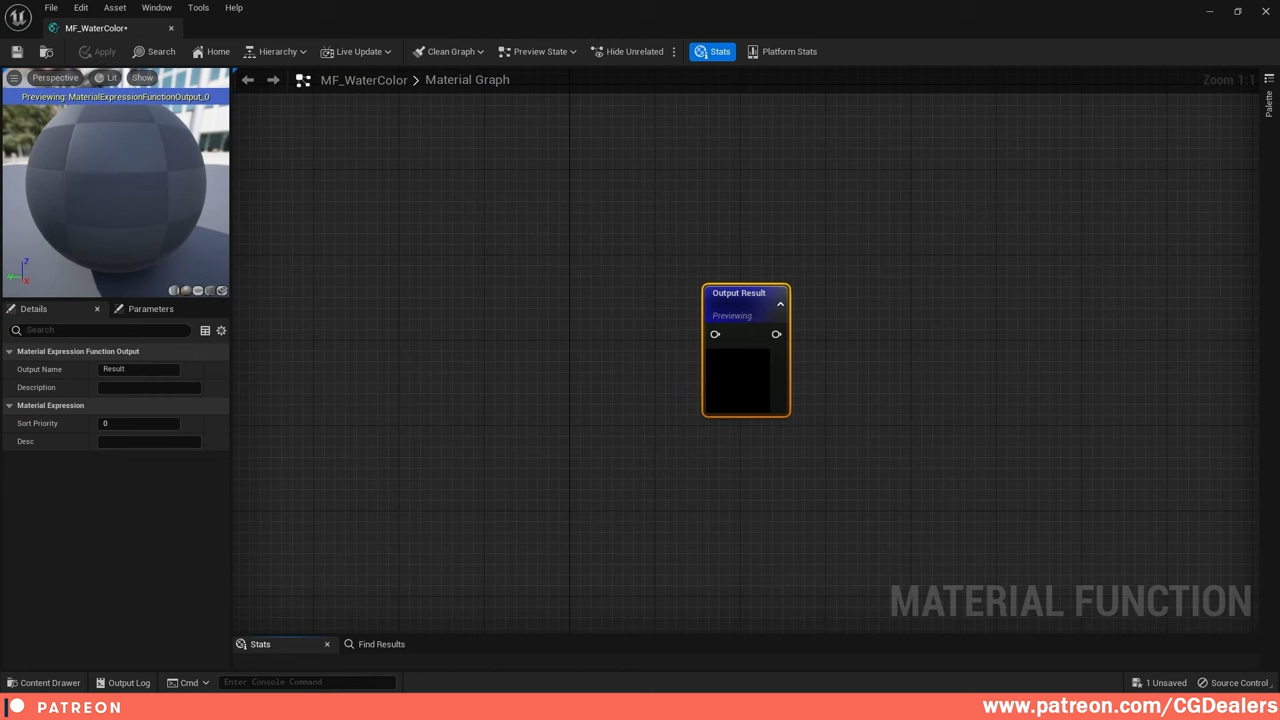 File Edit Asset Window Tools Help
MF_WaterColor*
Apply Search Home Hierarchy Live Update Clean Graph Preview State Hide Unrelated Stats Platform Stats
Perspective Lit Show
MF_WaterColor Material Graph
Zoom 1:1
Palette
Previewing: MaterialExpressionFunctionOutput_0
Output Result
Previewing
Z
Y
X
Details Parameters
Search
Material Expression Function Output
Output Name Result
Description
Material Expression
Sort Priority 0
Desc
MATERIAL FUNCTION
Stats Find Results
Content Drawer Output Log Cmd Enter Console Command 1 Unsaved Source Control
PATREON www.patreon.com/CGDealers